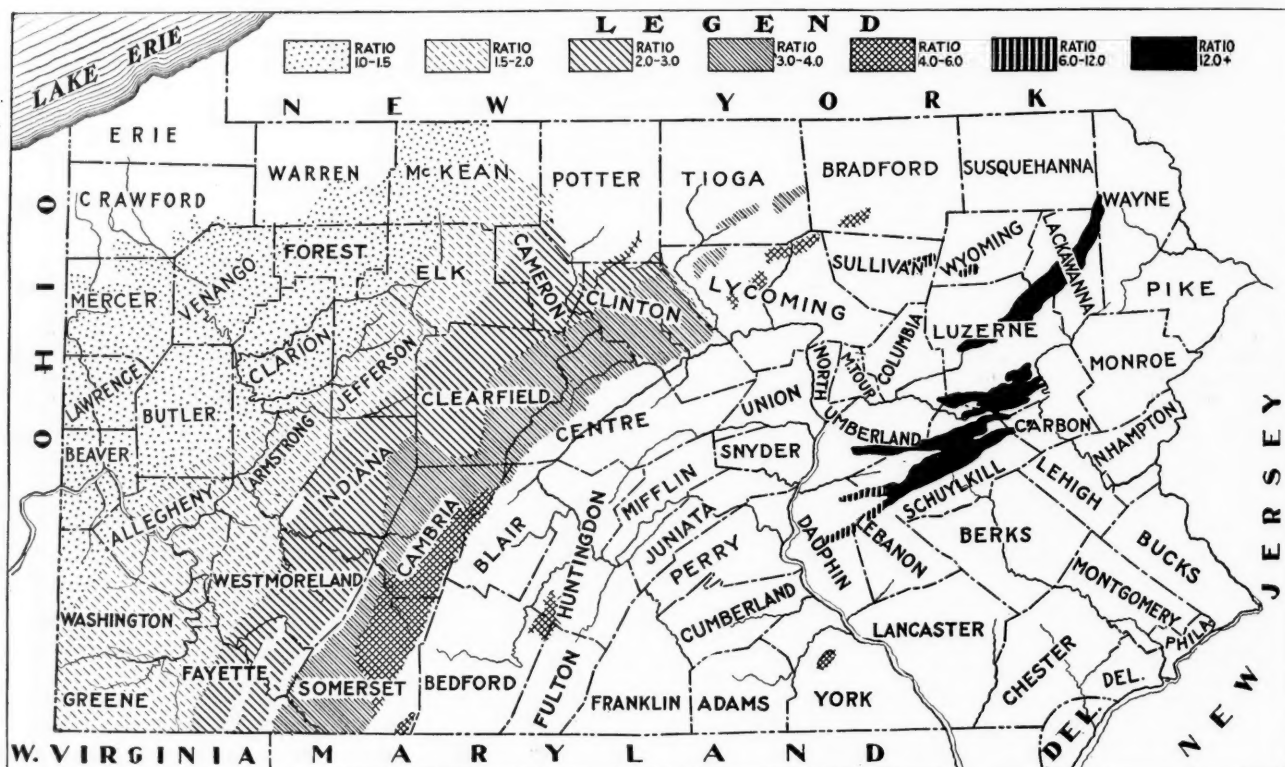 LEGEND
RATIO
1.0-1.5
RATIO
1.5-2.0
RATIO
2.0-3.0
RATIO
3.0-4.0
RATIO
4.0-6.0
RATIO
6.0-12.0
RATIO
12.0+
LAKE ERIE
NEW YORK
ERIE
WARREN
McKEAN
POTTER
TIOGA
BRADFORD
SUSQUEHANNA
WAYNE
CRAWFORD
FOREST
ELK
CAMERON
CLINTON
LYCOMING
SULLIVAN
WYOMING
LACKAWANNA
PIKE
OHIO
MERCER
VENANGO
CLARION
JEFFERSON
CLEARFIELD
CENTRE
UNION
NORTH
UMBERLAND
M.TOUR
COLUMBIA
LUZERNE
MONROE
LAWRENCE
BUTLER
ARMSTRONG
INDIANA
SNYDER
MIFFLIN
CARBON
NHAMPTON
BEAVER
ALLEGHENY
CAMBRIA
BLAIR
HUNTINGDON
JUNIATA
PERRY
DAUPHIN
LEBANON
SCHUYLKILL
LEHIGH
BERKS
BUCKS
WESTMORELAND
WASHINGTON
CUMBERLAND
LANCASTER
MONTGOMERY
PHILA
GREENE
FAYETTE
SOMERSET
BEDFORD
FULTON
FRANKLIN
ADAMS
YORK
CHESTER
DEL.
W. VIRGINIA
MARYLAND
DEL.
NEW JERSEY